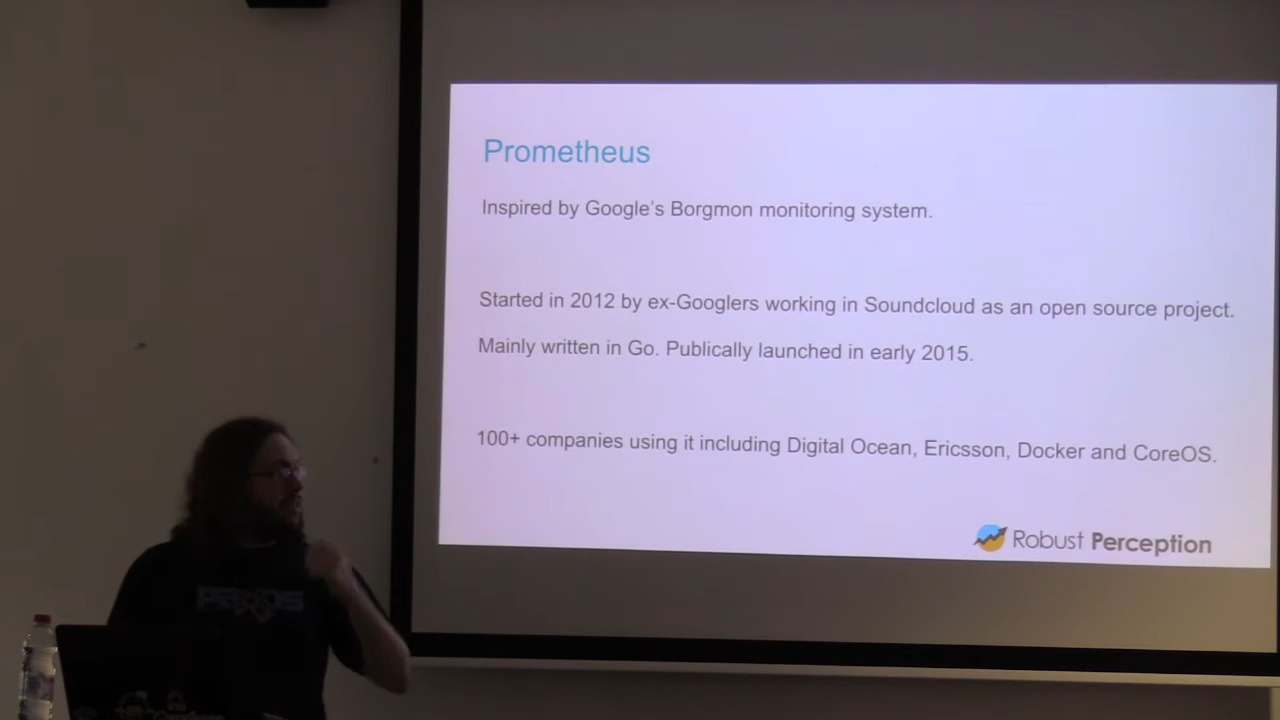 Prometheus
Inspired by Google's Borgmon monitoring system.
Started in 2012 by ex-Googlers working in Soundcloud as an open source project.
Mainly written in Go. Publically launched in early 2015.
100+ companies using it including Digital Ocean, Ericsson, Docker and CoreOS.
Robust Perception